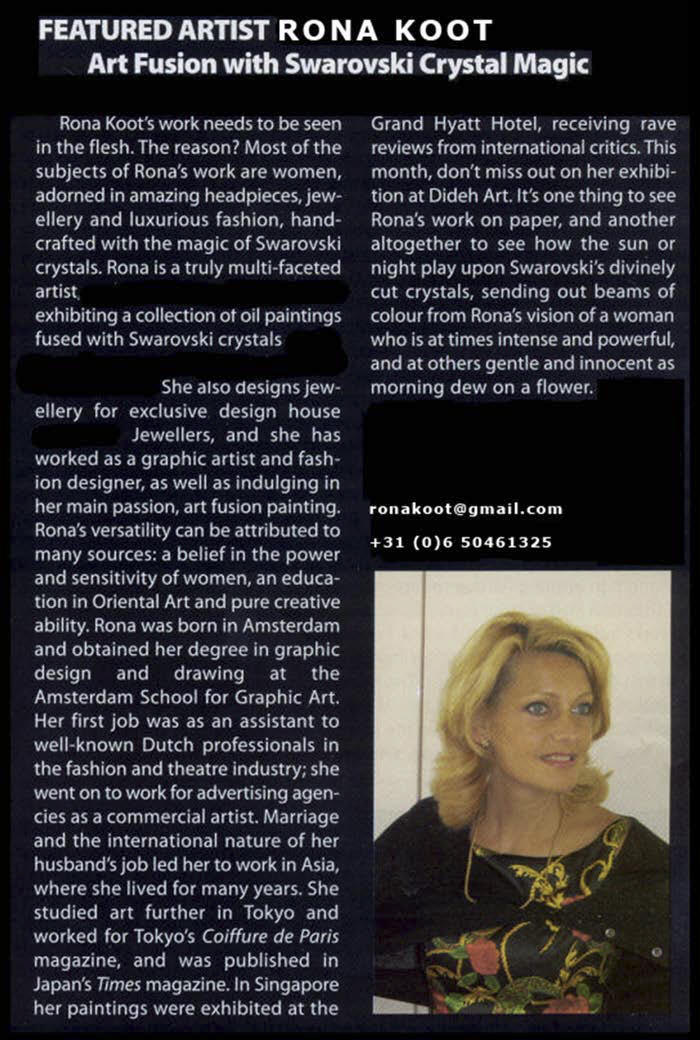 FEATURED ARTIST RONA KOOT
Art Fusion with Swarovski Crystal Magic
Rona Koot's work needs to be seen
in the flesh. The reason? Most of the
subjects of Rona's work are women,
adorned in amazing headpieces, jew-
ellery and luxurious fashion, hand-
crafted with the magic of Swarovski
crystals. Rona is a truly multi-faceted
artist,
exhibiting a collection of oil paintings
fused with Swarovski crystals
She also designs jew-
ellery for exclusive design house
Jewellers, and she has
worked as a graphic artist and fash-
ion designer, as well as indulging in
her main passion, art fusion painting.
Rona's versatility can be attributed to
many sources: a belief in the power
and sensitivity of women, an educa-
tion in Oriental Art and pure creative
ability. Rona was born in Amsterdam
and obtained her degree in graphic
design and drawing at the
Amsterdam School for Graphic Art.
Her first job was as an assistant to
well-known Dutch professionals in
the fashion and theatre industry; she
went on to work for advertising agen-
cies as a commercial artist. Marriage
and the international nature of her
husband's job led her to work in Asia,
where she lived for many years. She
studied art further in Tokyo and
worked for Tokyo's Coiffure de Paris
magazine, and was published in
Japan's Times magazine. In Singapore
her paintings were exhibited at the
Grand Hyatt Hotel, receiving rave
reviews from international critics. This
month, don't miss out on her exhibi-
tion at Dideh Art. It's one thing to see
Rona's work on paper, and another
altogether to see how the sun or
night play upon Swarovski's divinely
cut crystals, sending out beams of
colour from Rona's vision of a woman
who is at times intense and powerful,
and at others gentle and innocent as
morning dew on a flower.
ronakoot@gmail.com
+31 (0)6 50461325